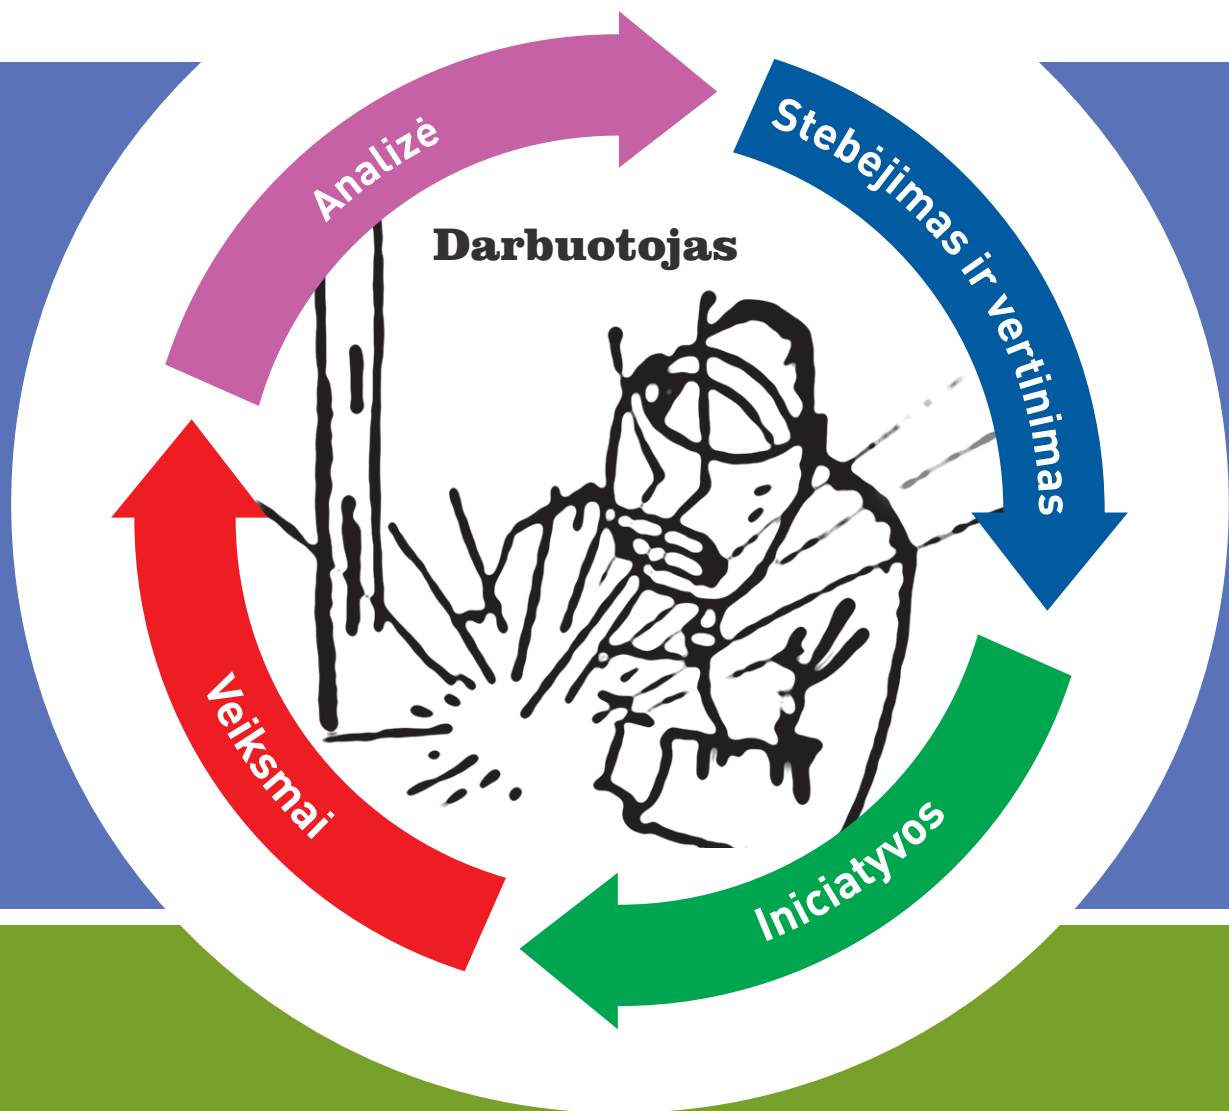 Analizė
Stebėjimas ir vertinimas
Darbuotojas
Veiksmai
Iniciatyvos